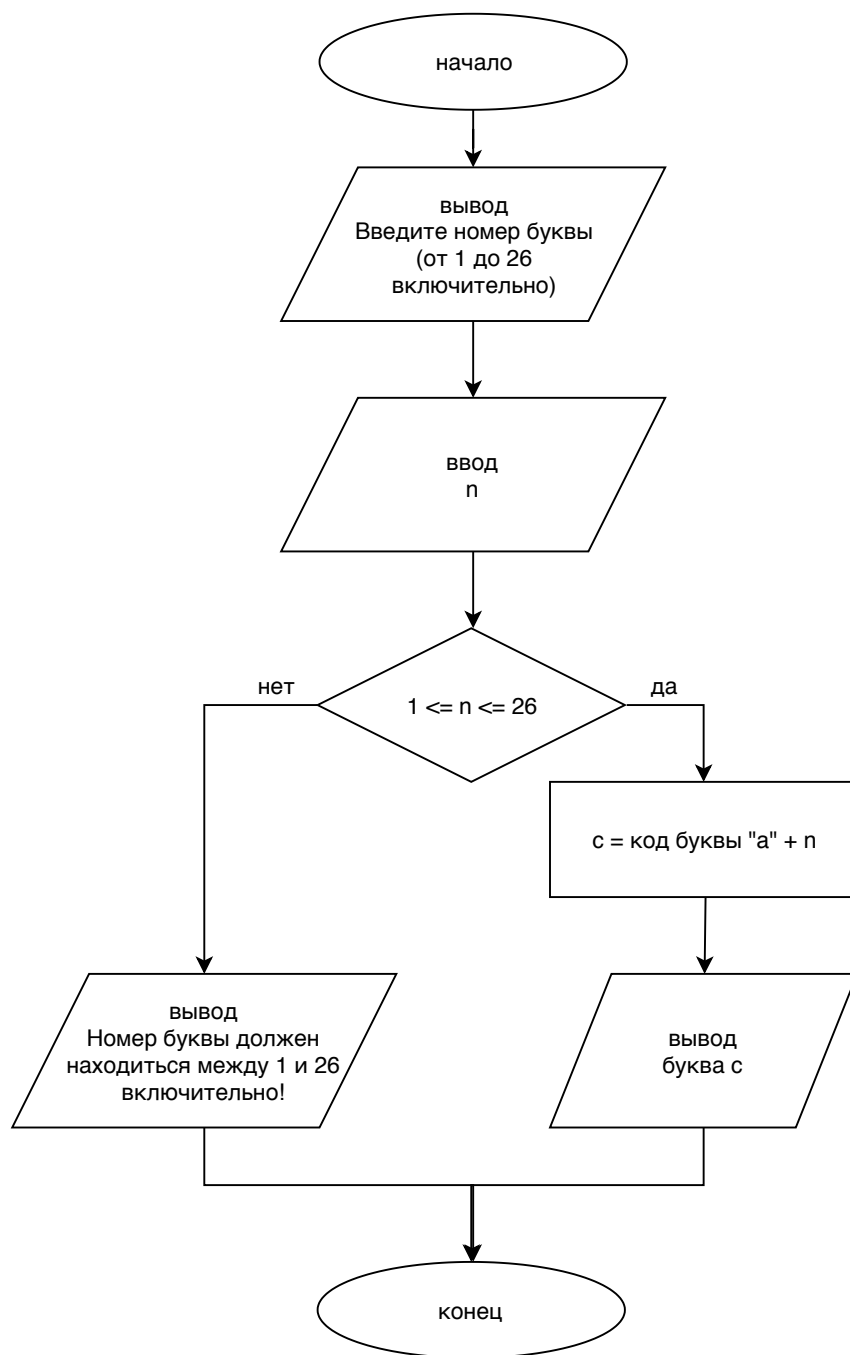 начало
вывод
Введите номер буквы
(от 1 до 26
включительно)
ввод
n
1 <= n <= 26
нет
да
c = код буквы "a" + n
вывод
Номер буквы должен
находиться между 1 и 26
включительно!
вывод
буква c
конец